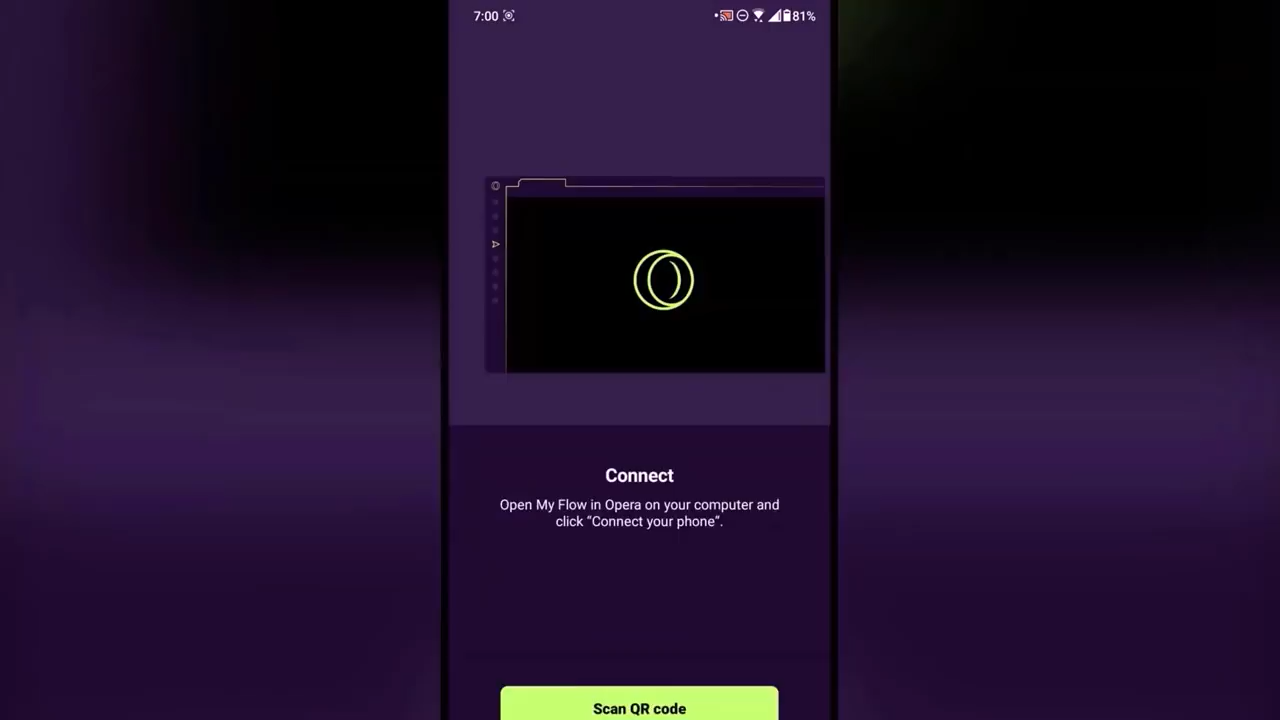 7:00 81%
Connect
Open My Flow in Opera on your computer and
click “Connect your phone”.
Scan QR code